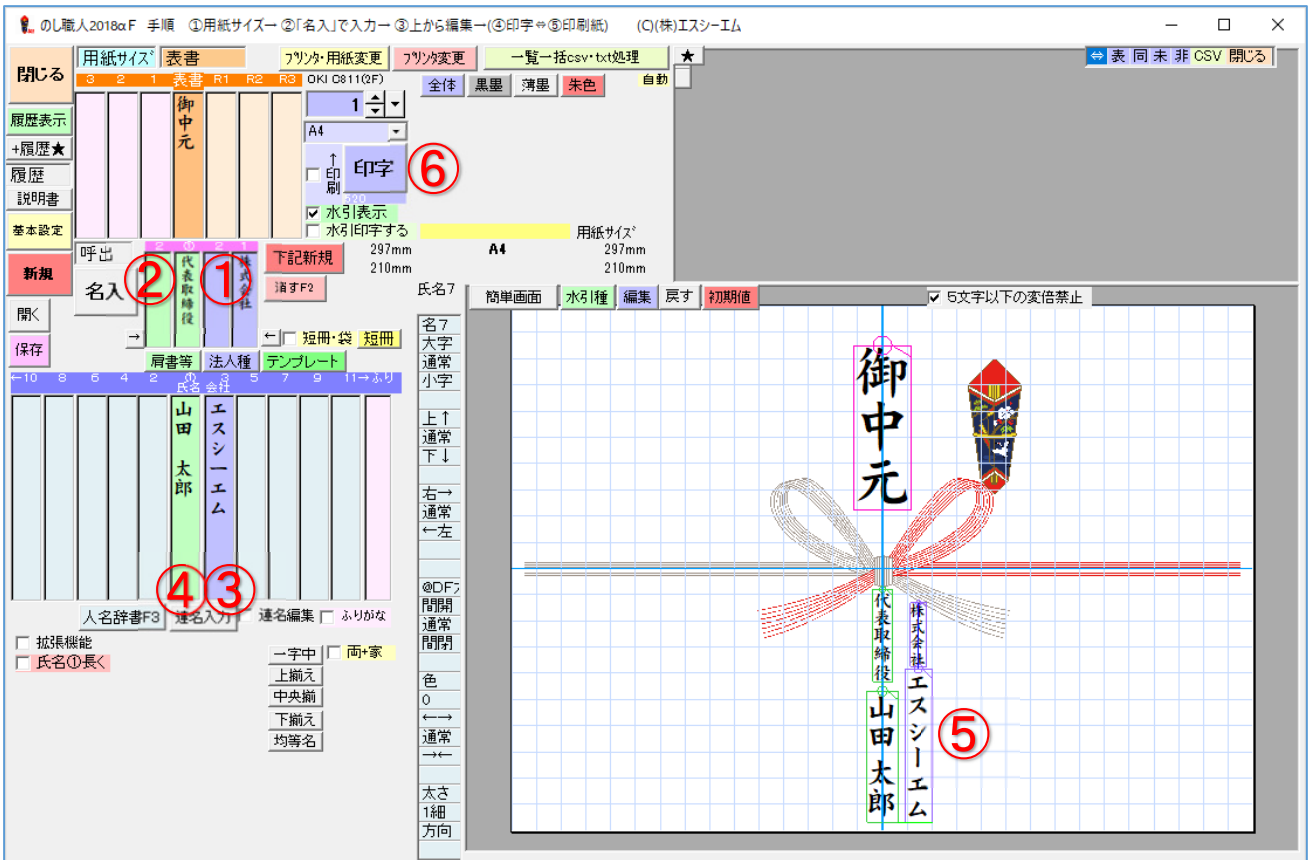 のし職人2018αF 手順 ①用紙サイズ→ ②「名入」で入力→ ③上から編集→(④印字⇔⑤印刷紙) (C)(株)エスシーエム
閉じる
用紙サイズ 表書
プリンタ・用紙変更 プリンタ変更 一覧一括csv・txt処理 ★
⇔ 表 同 未 非 CSV 閉じる
3 2 1 表書 R1 R2 R3 OKI C811(2F)
全体 黒墨 薄墨 朱色 自動
御中元
1
A4
履歴表示
+履歴★
履歴
説明書
基本設定
↑印刷 印字 ⑥
水引表示
水引印字する
用紙サイズ
297mm A4 297mm
210mm 210mm
新規
開く
保存
呼出
名入
2 ① 2 1
② 代表取締役
① 株式会社
下記新規
消すF2
→
← 短冊・袋 短冊
肩書等 法人種 テンプレート
←10 8 6 4 2 ① 3 5 7 9 11→ふり
氏名 会社
山田 太郎
エスシーエム
④ ③
人名辞書F3 連名入力 連名編集 ふりがな
拡張機能
氏名①長く
一字中 両+家
上揃え
中央揃
下揃え
均等名
氏名7
名7
大字
通常
小字
上↑
通常
下↓
右→
通常
←左
間開
通常
間閉
色
0
←→
通常
→←
太さ
1細
方向
簡単画面 水引種 編集 戻す 初期値 5文字以下の変倍禁止
御中元
代表取締役
山田太郎
株式会社
エスシーエム
⑤